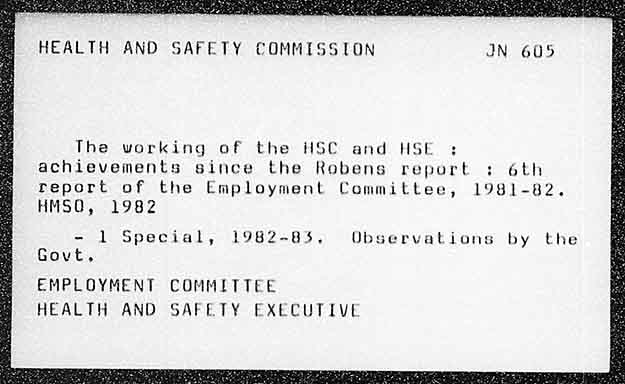 HEALTH AND SAFETY COMMISSION JN 605
The working of the HSC and HSE :
achievements since the Robens report : 6th
report of the Employment Committee, 1981-82.
HMSO, 1982
- 1 Special, 1982-83. Observations by the
Govt.
EMPLOYMENT COMMITTEE
HEALTH AND SAFETY EXECUTIVE